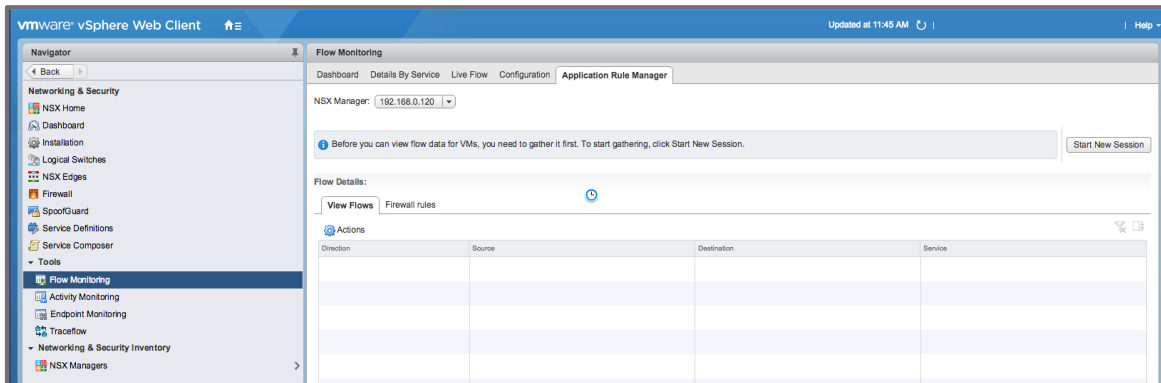 vmware® vSphere Web Client
Updated at 11:45 AM | | Help
Navigator
Back
Networking & Security
NSX Home
Dashboard
Installation
Logical Switches
NSX Edges
Firewall
SpoofGuard
Service Definitions
Service Composer
Tools
Flow Monitoring
Activity Monitoring
Endpoint Monitoring
Traceflow
Networking & Security Inventory
NSX Managers
Flow Monitoring
Dashboard Details By Service Live Flow Configuration Application Rule Manager
NSX Manager: 192.168.0.120
Before you can view flow data for VMs, you need to gather it first. To start gathering, click Start New Session.
Start New Session
Flow Details:
View Flows Firewall rules
Actions
Direction Source Destination Service